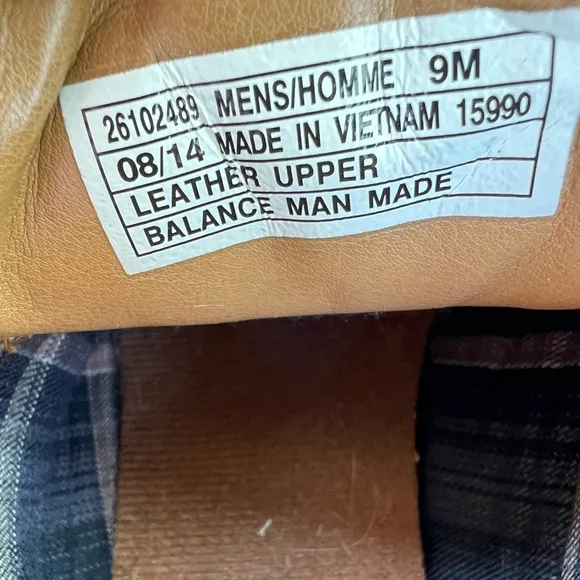 26102489 MENS/HOMME 9M
08/14 MADE IN VIETNAM 15990
LEATHER UPPER
BALANCE MAN MADE